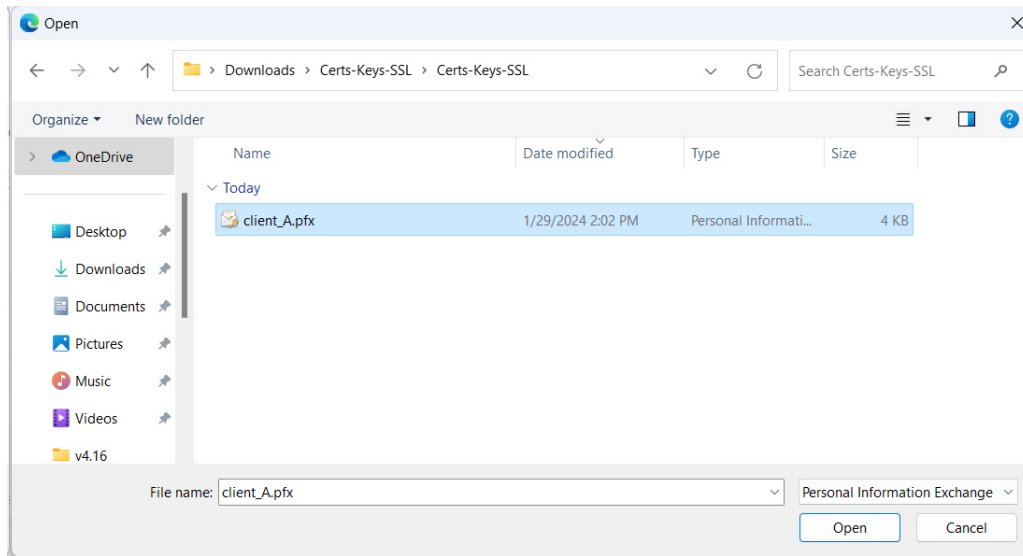 Open
Downloads > Certs-Keys-SSL > Certs-Keys-SSL
Search Certs-Keys-SSL
Organize New folder
OneDrive
Name Date modified Type Size
Today
client_A.pfx 1/29/2024 2:02 PM Personal Informati... 4 KB
Desktop
Downloads
Documents
Pictures
Music
Videos
v4.16
File name: client_A.pfx Personal Information Exchange
Open Cancel